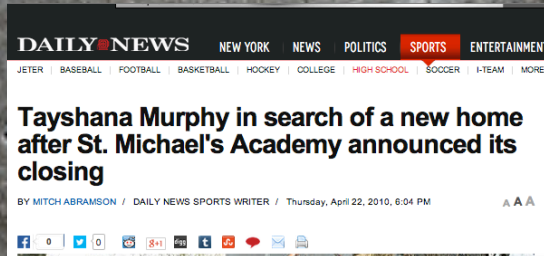 DAILY NEWS NEW YORK NEWS POLITICS SPORTS ENTERTAINMENT
JETER BASEBALL FOOTBALL BASKETBALL HOCKEY COLLEGE HIGH SCHOOL SOCCER I-TEAM MORE
Tayshana Murphy in search of a new home
after St. Michael's Academy announced its
closing
BY MITCH ABRAMSON / DAILY NEWS SPORTS WRITER / Thursday, April 22, 2010, 6:04 PM A A A
f 0 0 g+1 digg t